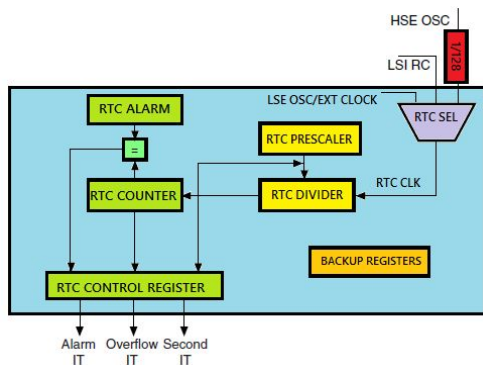 HSE OSC
1/128
LSI RC
LSE OSC/EXT CLOCK
RTC SEL
RTC ALARM
=
RTC PRESCALER
RTC COUNTER
RTC DIVIDER
RTC CLK
BACKUP REGISTERS
RTC CONTROL REGISTER
Alarm
IT
Overflow
IT
Second
IT